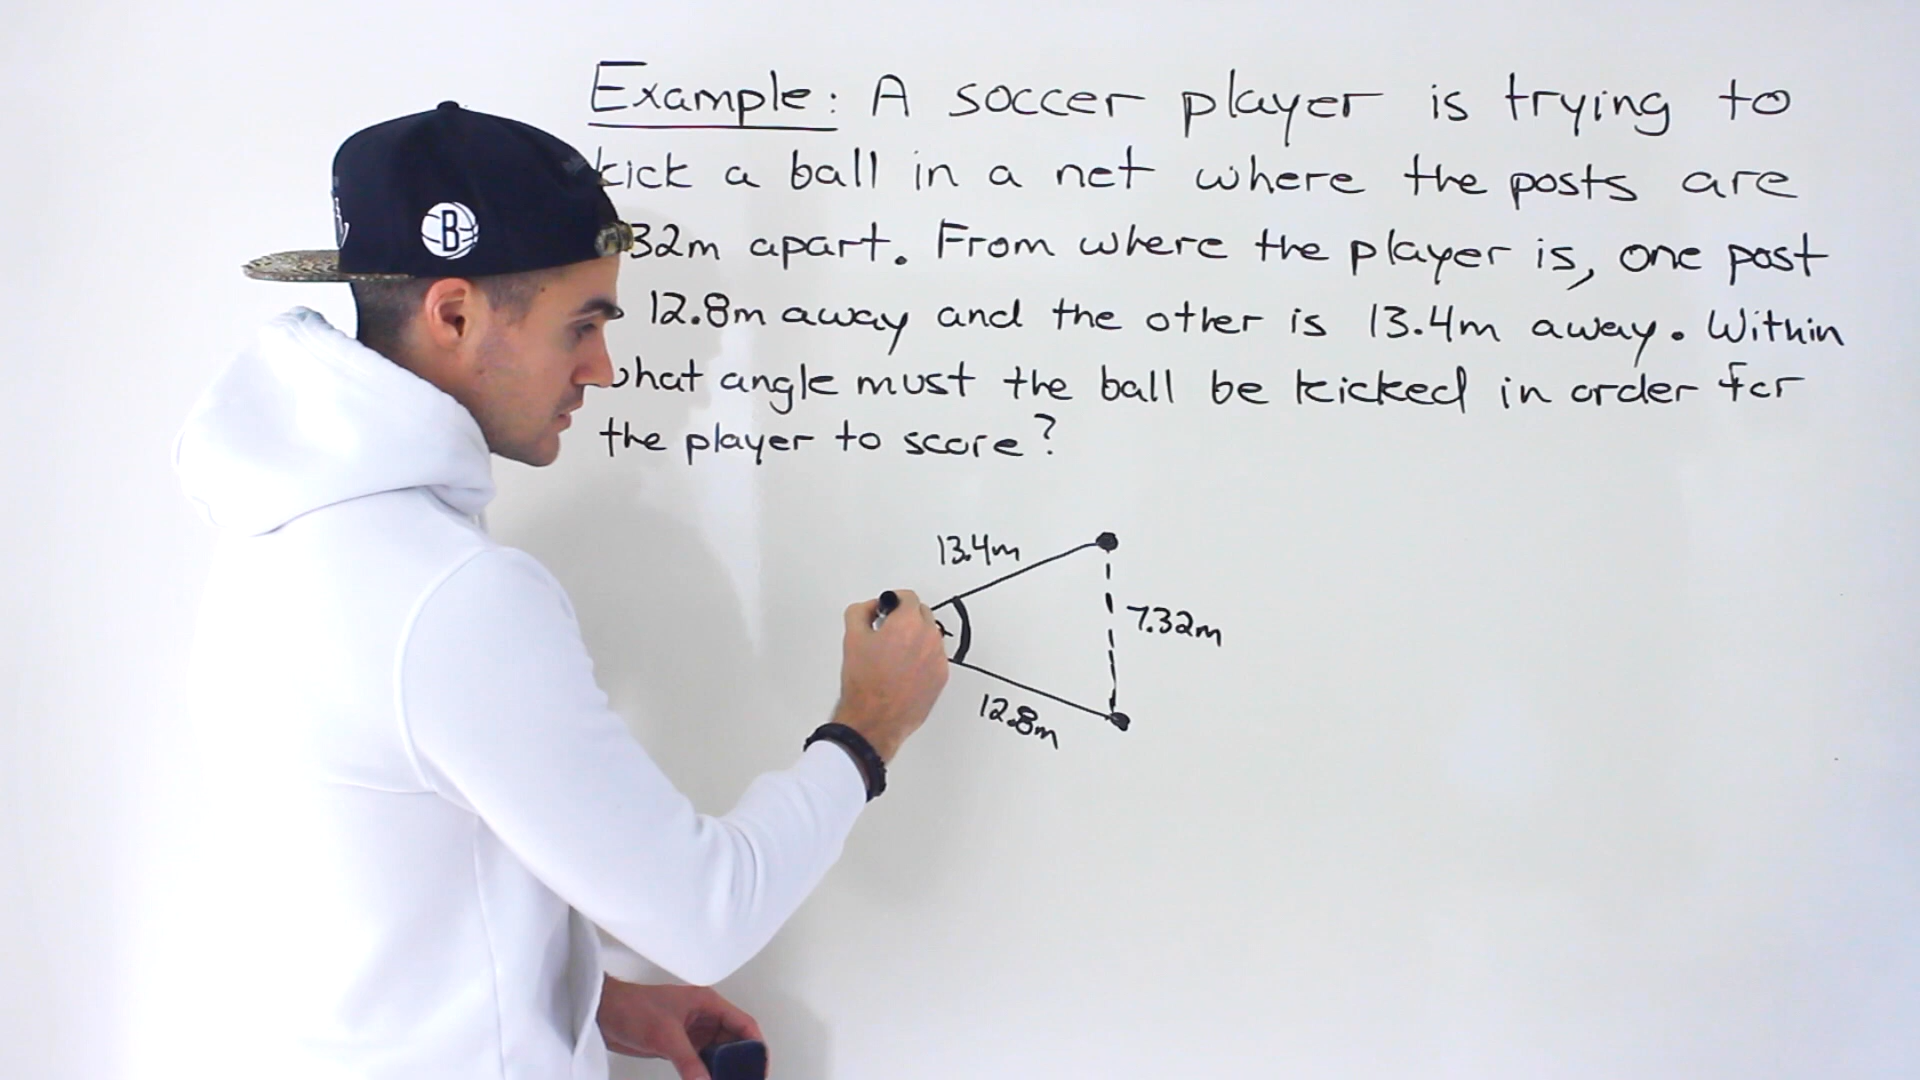 Example: A soccer player is trying to
kick a ball in a net where the posts are
32m apart. From where the player is, one post
12.8m away and the other is 13.4m away. Within
what angle must the ball be kicked in order for
the player to score?
13.4m
7.32m
12.8m
B